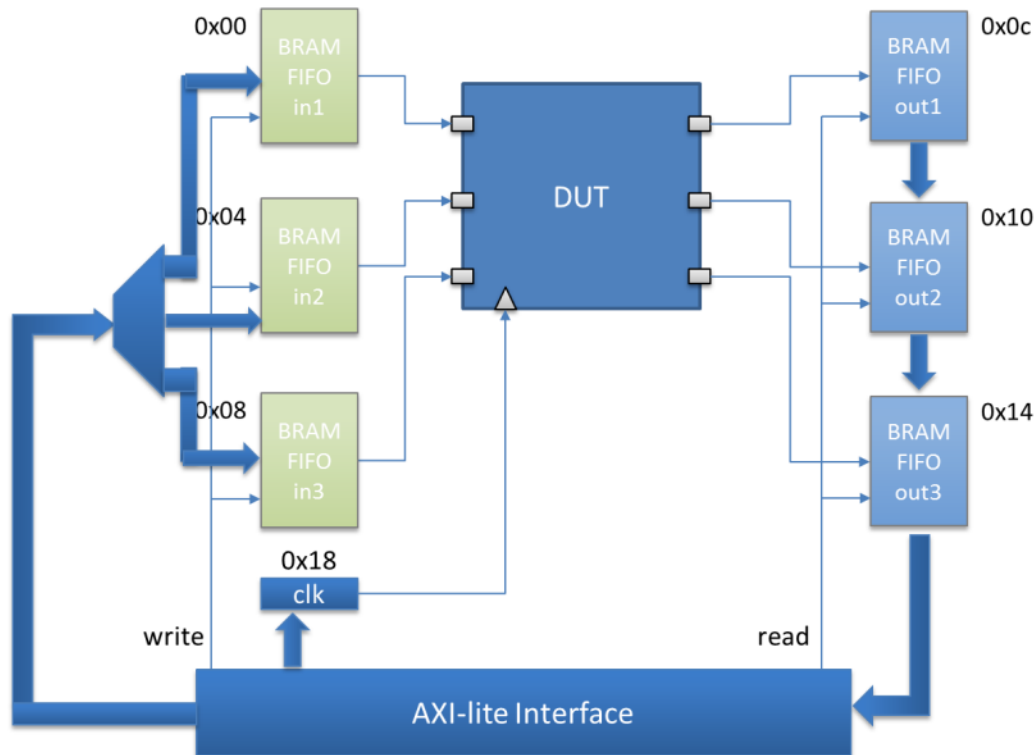 0x00
BRAM
FIFO
in1
0x04
BRAM
FIFO
in2
0x08
BRAM
FIFO
in3
0x18
clk
write
DUT
0x0c
BRAM
FIFO
out1
0x10
BRAM
FIFO
out2
0x14
BRAM
FIFO
out3
read
AXI-lite Interface